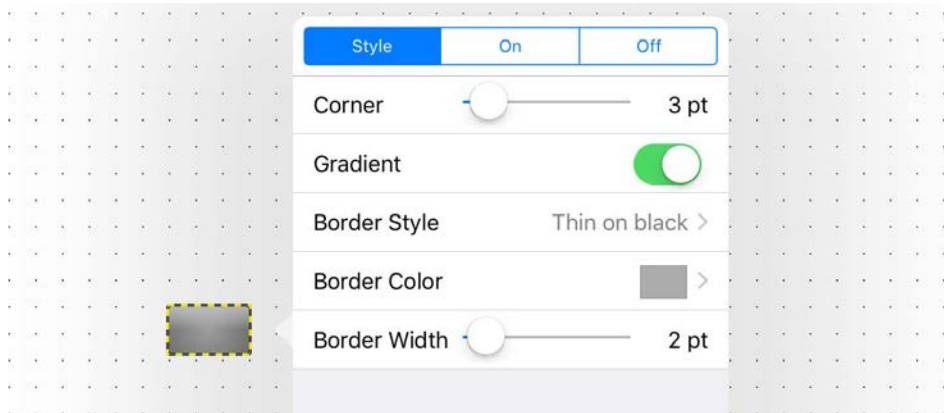 Style On Off
Corner 3 pt
Gradient
Border Style Thin on black >
Border Color >
Border Width 2 pt